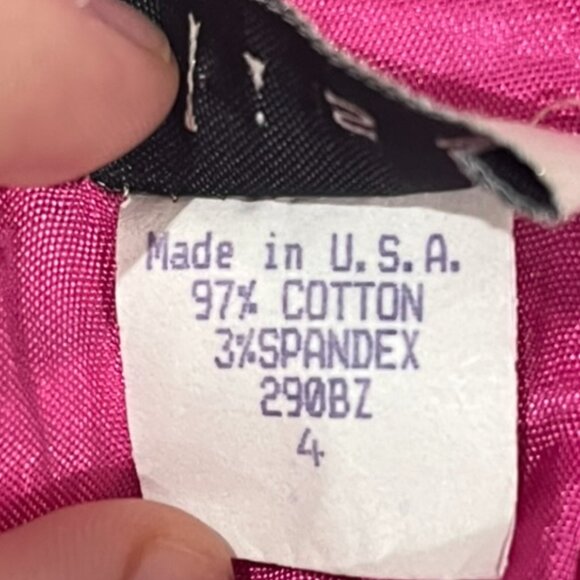 Made in U.S.A.
97% COTTON
3%SPANDEX
290BZ
4